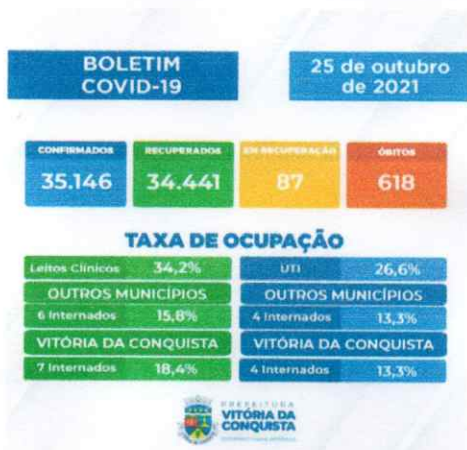 BOLETIM
COVID-19
25 de outubro
de 2021
CONFIRMADOS
35.146
RECUPERADOS
34.441
EM RECUPERAÇÃO
87
ÓBITOS
618
TAXA DE OCUPAÇÃO
Leitos Clínicos 34,2%
OUTROS MUNICÍPIOS
6 Internados 15,8%
VITÓRIA DA CONQUISTA
7 Internados 18,4%
UTI 26,6%
OUTROS MUNICÍPIOS
4 Internados 13,3%
VITÓRIA DA CONQUISTA
4 Internados 13,3%
PREFEITURA
VITÓRIA DA
CONQUISTA